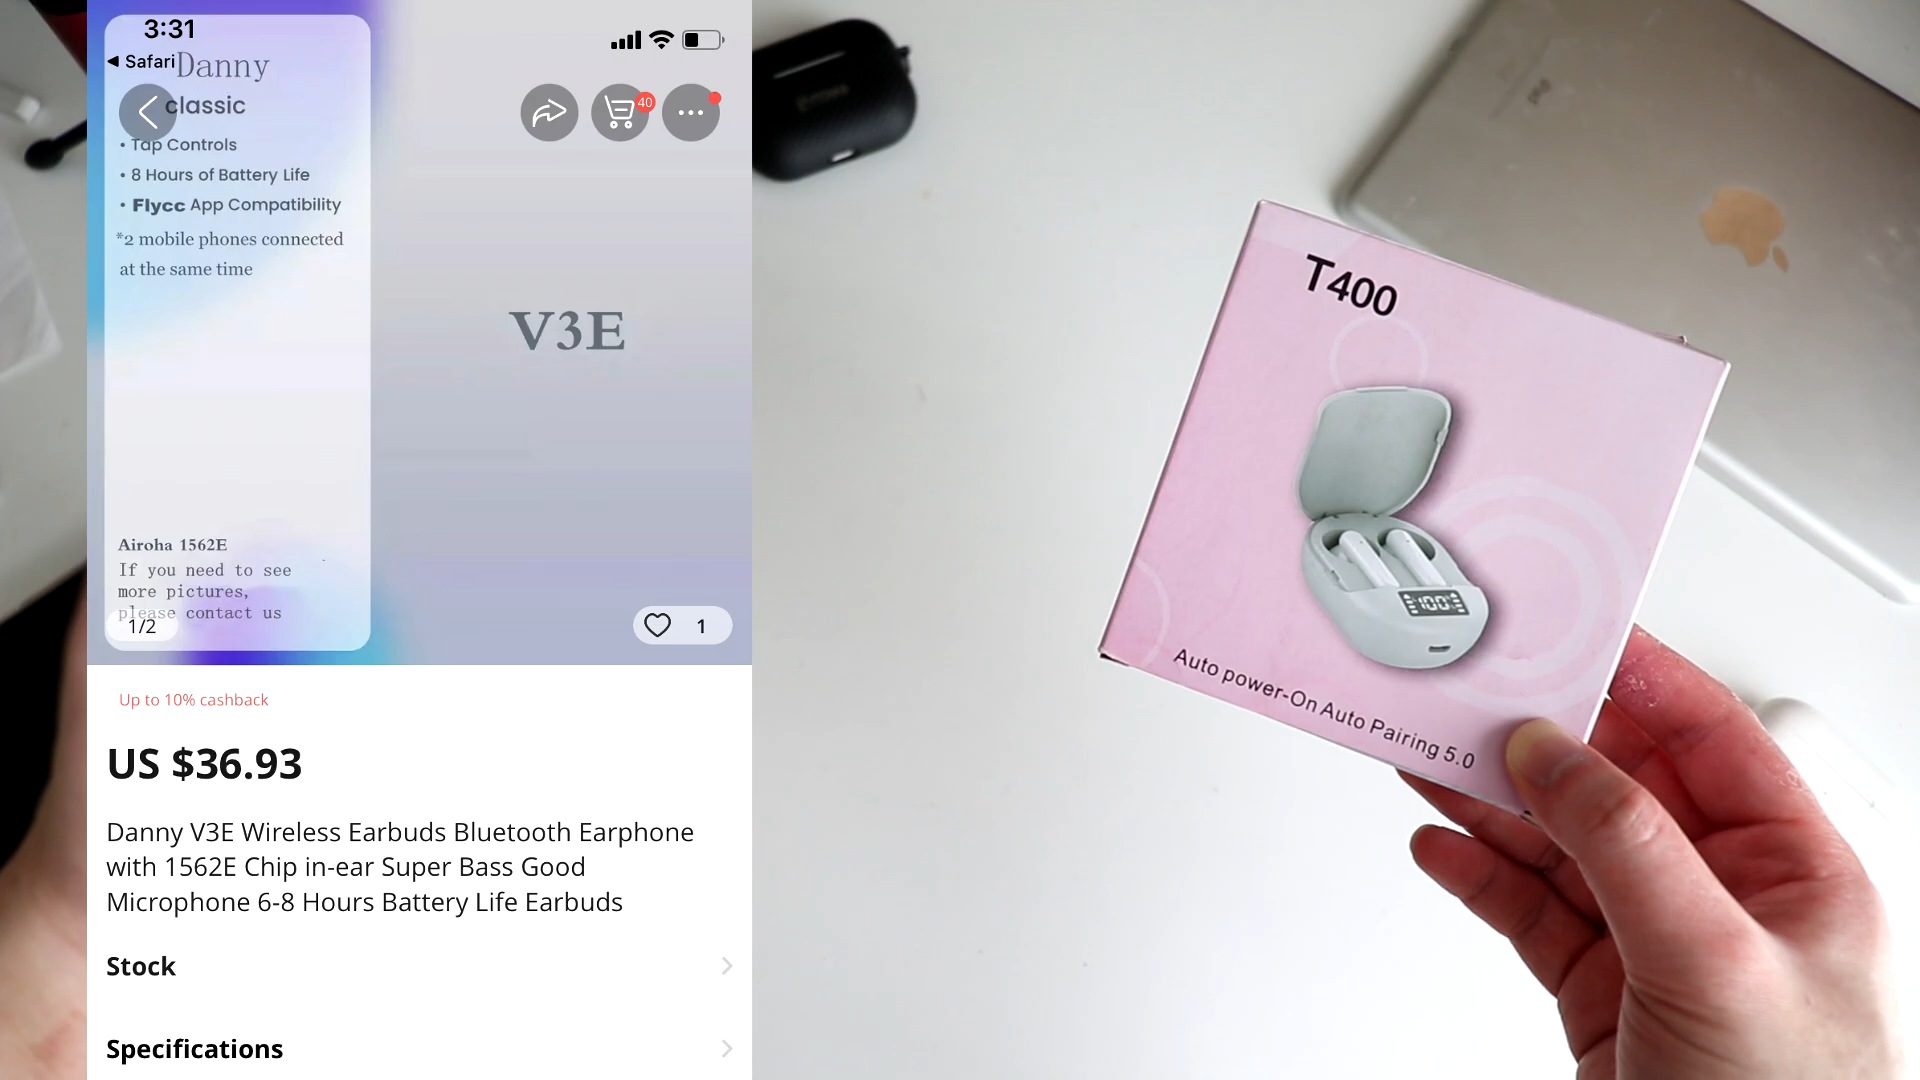 3:31
Safari
Danny
classic
40
• Tap Controls
• 8 Hours of Battery Life
• Flycc App Compatibility
*2 mobile phones connected
at the same time
V3E
Airoha 1562E
If you need to see
more pictures,
please contact us
1/2
1
Up to 10% cashback
US $36.93
Danny V3E Wireless Earbuds Bluetooth Earphone
with 1562E Chip in-ear Super Bass Good
Microphone 6-8 Hours Battery Life Earbuds
Stock
Specifications
T400
100
Auto power-On Auto Pairing 5.0